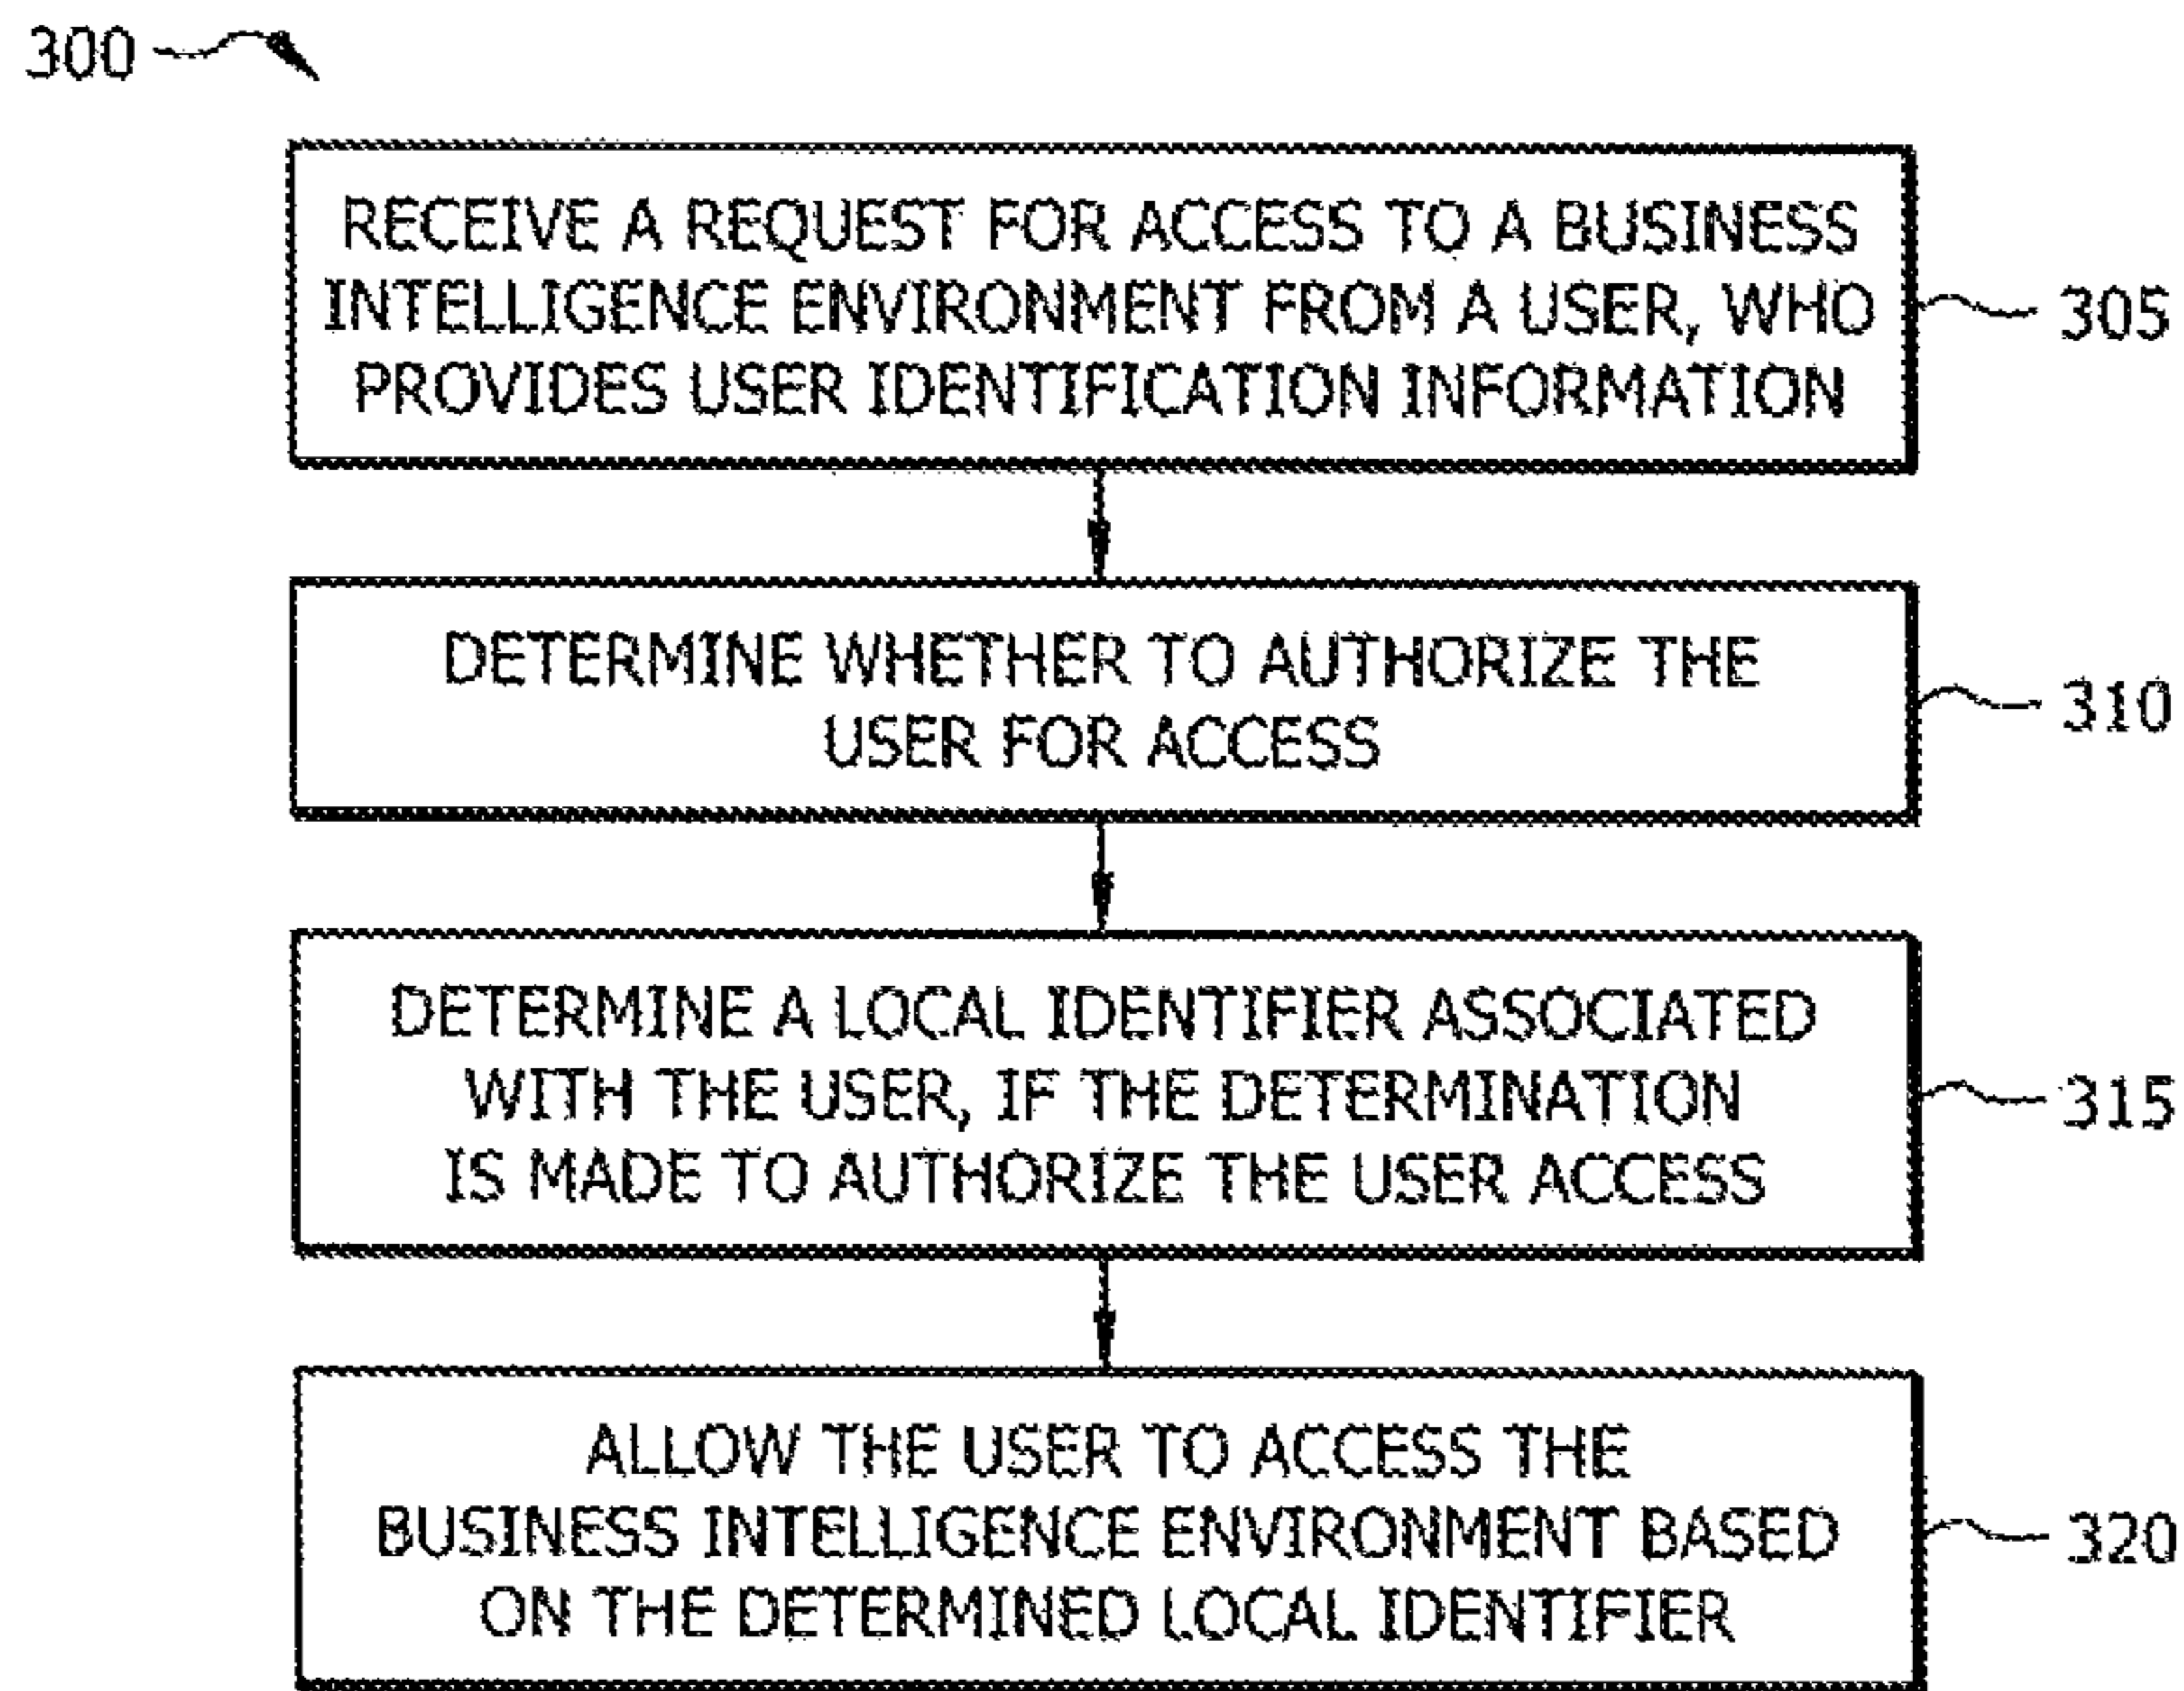 300
RECEIVE A REQUEST FOR ACCESS TO A BUSINESS
INTELLIGENCE ENVIRONMENT FROM A USER, WHO
PROVIDES USER IDENTIFICATION INFORMATION
305
DETERMINE WHETHER TO AUTHORIZE THE
USER FOR ACCESS
310
DETERMINE A LOCAL IDENTIFIER ASSOCIATED
WITH THE USER, IF THE DETERMINATION
IS MADE TO AUTHORIZE THE USER ACCESS
315
ALLOW THE USER TO ACCESS THE
BUSINESS INTELLIGENCE ENVIRONMENT BASED
ON THE DETERMINED LOCAL IDENTIFIER
320